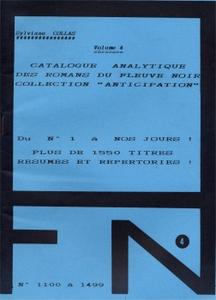 Sylviane COLLAS
Volume 4
CATALOGUE ANALYTIQUE
DES ROMANS DU FLEUVE NOIR
COLLECTION "ANTICIPATION"
Du N° 1 à NOS JOURS !
PLUS DE 1550 TITRES
RESUMES ET REPERTORIES !
FN
4
N° 1100 à 1499